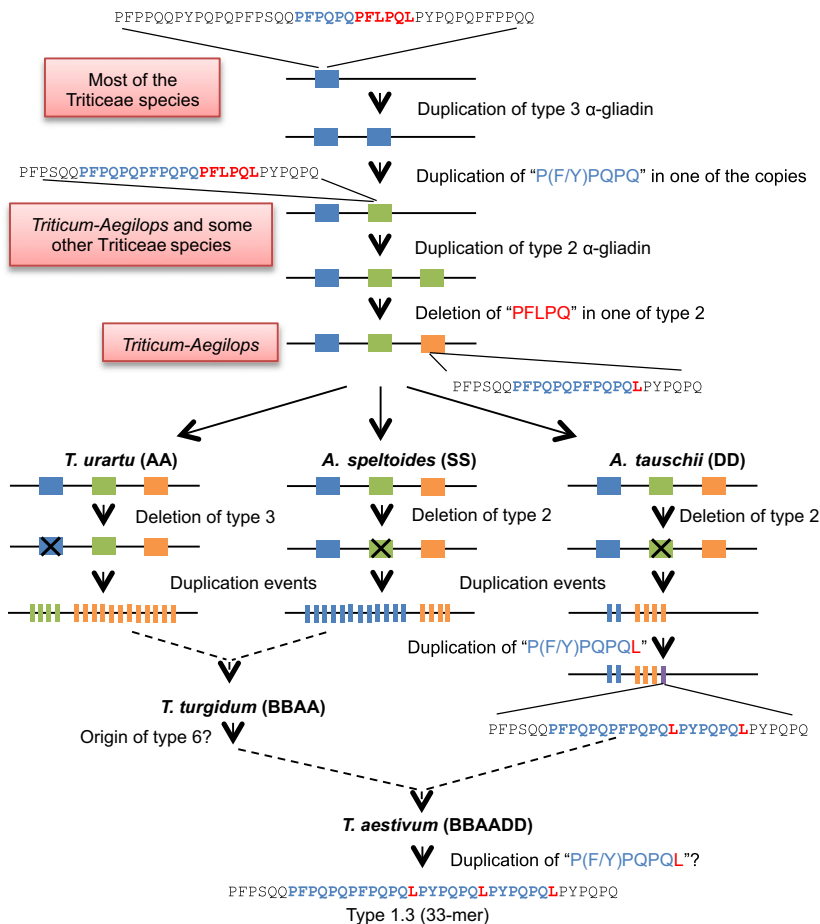 PFPPQQPYPQPQPFPSQQPFPQPQPFLPQLPYPQPQPFPPQQ
Most of the
Triticeae species
Duplication of type 3 α-gliadin
PFPSQQPFPQPQPFPQPQPFLPQLPYPQPQ
Duplication of “P(F/Y)PQPQ” in one of the copies
Triticum-Aegilops and some
other Triticeae species
Duplication of type 2 α-gliadin
Deletion of “PFLPQ” in one of type 2
Triticum-Aegilops
PFPSQQPFPQPQPFPQPQLPYPQPQ
T. urartu (AA)
A. speltoides (SS)
A. tauschii (DD)
Deletion of type 3
Deletion of type 2
Deletion of type 2
Duplication events
Duplication events
Duplication of “P(F/Y)PQPQL”
T. turgidum (BBAA)
PFPSQQPFPQPQPFPQPQLPYPQPQLPYPQPQ
Origin of type 6?
T. aestivum (BBAADD)
Duplication of “P(F/Y)PQPQL”?
PFPSQQPFPQPQPFPQPQLPYPQPQLPYPQPQLPYPQPQ
Type 1.3 (33-mer)